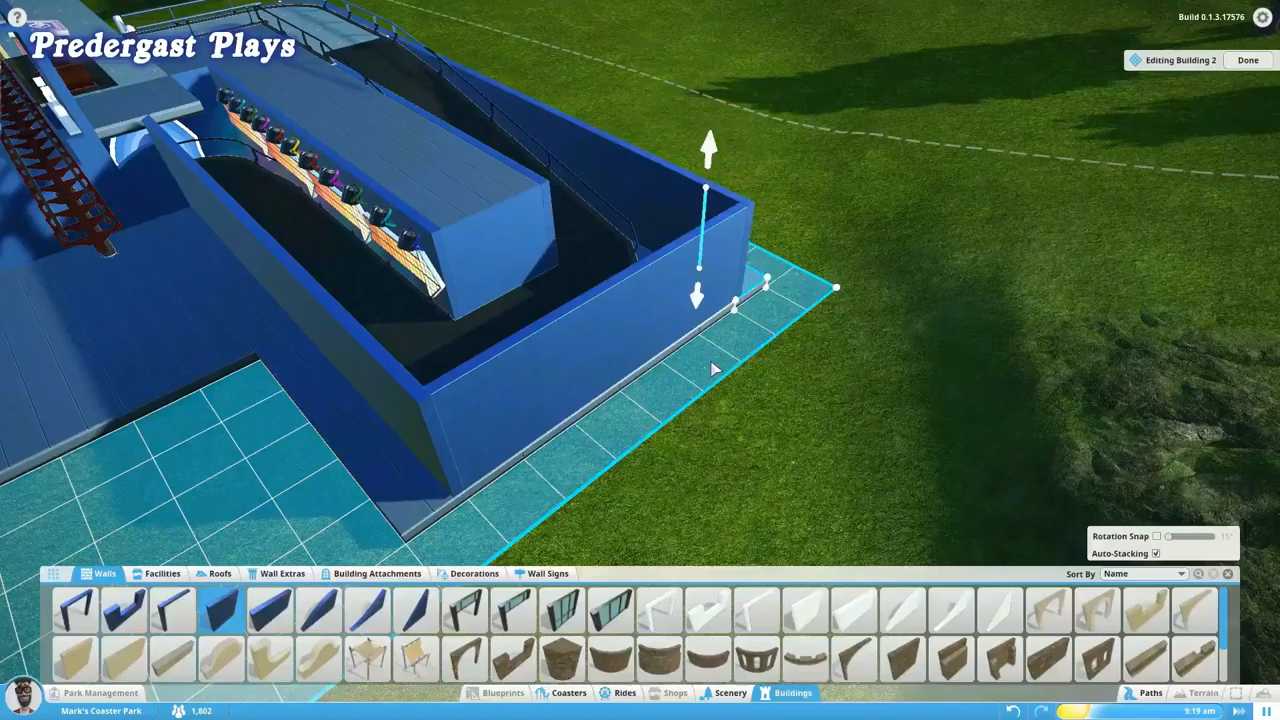 ?
Predergast Plays
Build 0.1.3.17576
Editing Building 2
Done
Rotation Snap
15°
Auto-Stacking
Walls
Facilities
Roofs
Wall Extras
Building Attachments
Decorations
Wall Signs
Sort By
Name
Park Management
Blueprints
Coasters
Rides
Shops
Scenery
Buildings
Paths
Terrain
Mark's Coaster Park
1,802
9:19 am